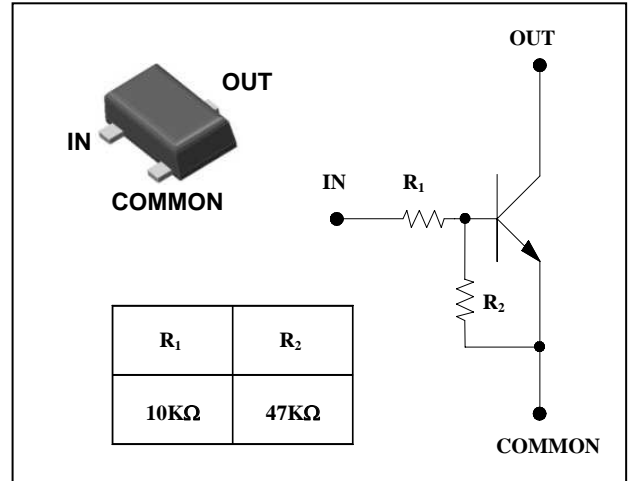 OUT
IN
COMMON
OUT
IN
R₁
R₂
R₁ R₂
10KΩ 47KΩ
COMMON